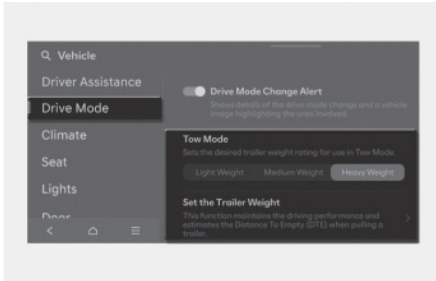 Vehicle
Driver Assistance
Drive Mode
Climate
Seat
Lights
Door
Drive Mode Change Alert
Shows details of the drive mode change and a vehicle
image highlighting the area involved.
Tow Mode
Sets the desired trailer weight rating for use in Tow Mode.
Light Weight
Medium Weight
Heavy Weight
Set the Trailer Weight
This function maintains the driving performance and
estimates the Distance To Empty (DTE) when pulling a
trailer.